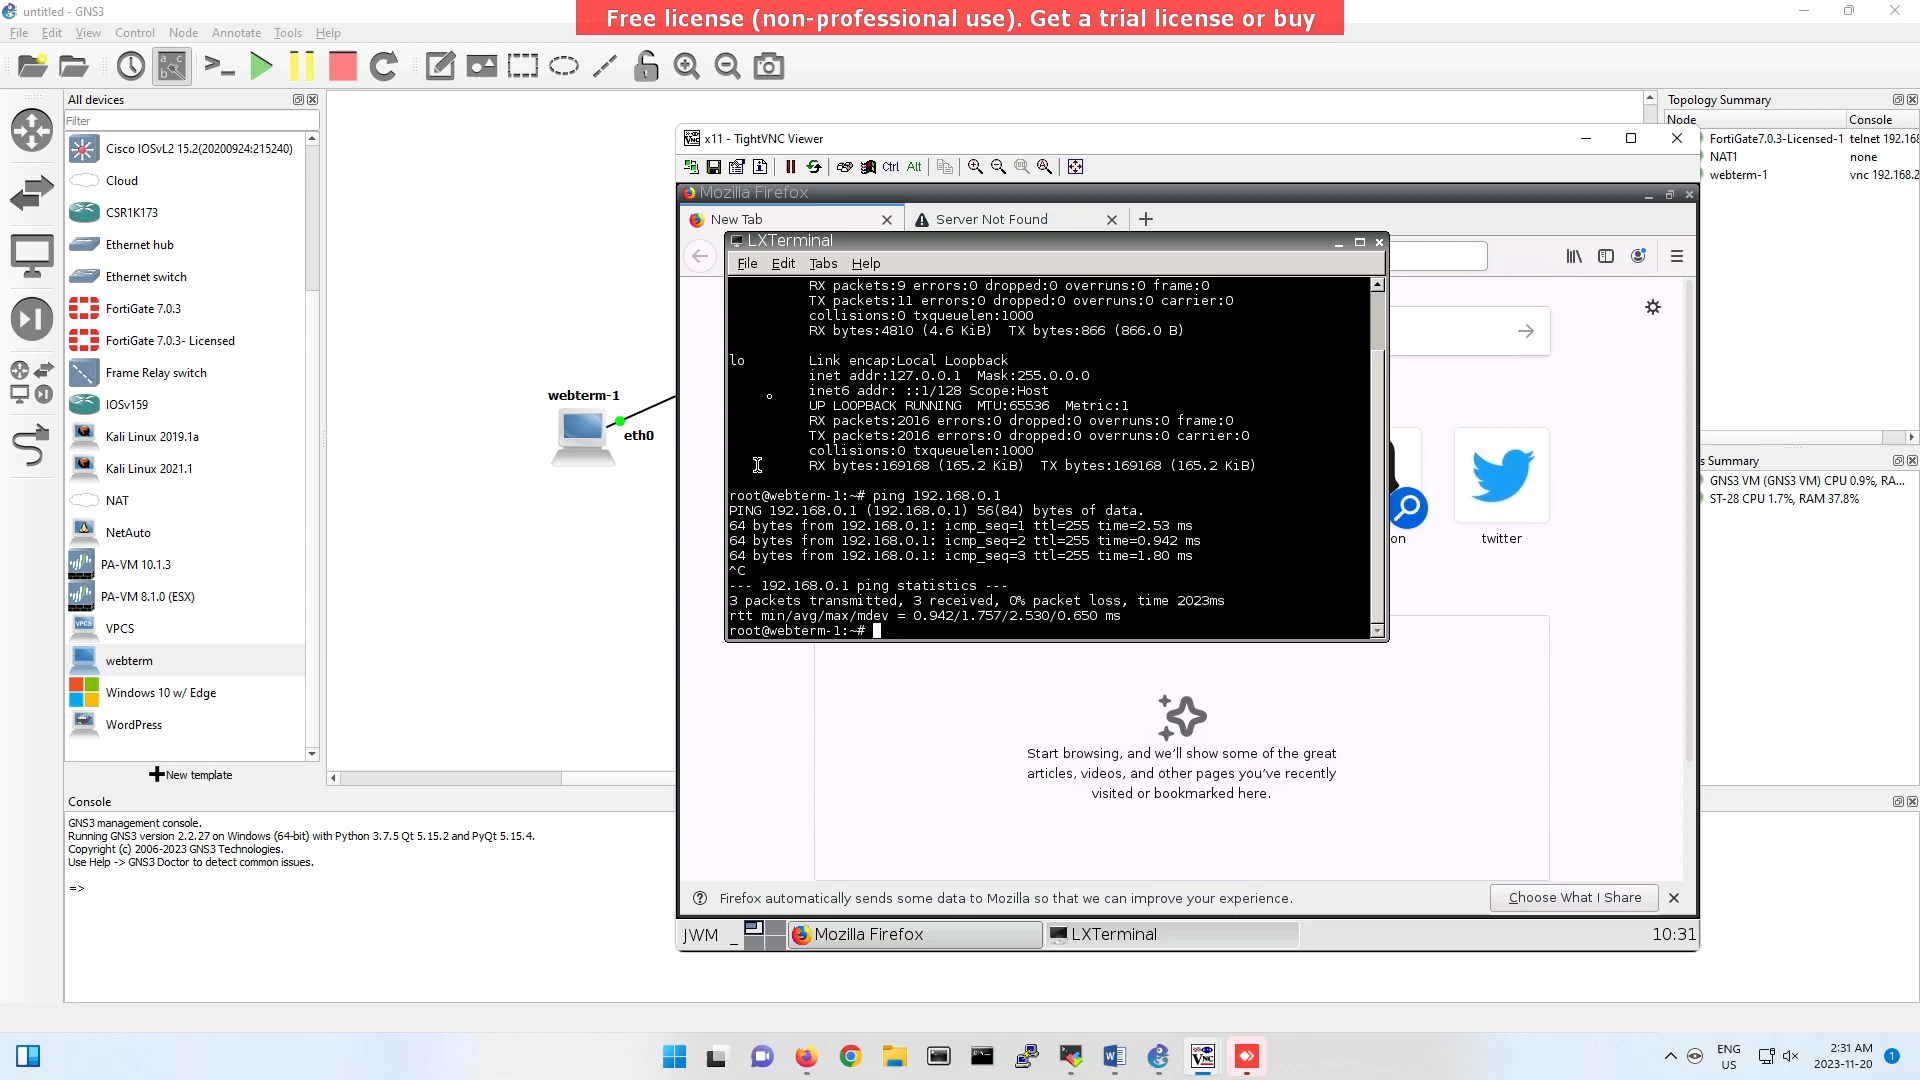 untitled - GNS3
Free license (non-professional use). Get a trial license or buy
File Edit View Control Node Annotate Tools Help
All devices
Filter
Cisco IOSvL2 15.2(20200924:215240)
Cloud
CSR1K173
Ethernet hub
Ethernet switch
FortiGate 7.0.3
FortiGate 7.0.3- Licensed
Frame Relay switch
IOSv159
Kali Linux 2019.1a
Kali Linux 2021.1
NAT
NetAuto
PA-VM 10.1.3
PA-VM 8.1.0 (ESX)
VPCS
webterm
Windows 10 w/ Edge
WordPress
New template
webterm-1
eth0
x11 - TightVNC Viewer
Ctrl Alt
Mozilla Firefox
New Tab
Server Not Found
LXTerminal
File Edit Tabs Help
RX packets:9 errors:0 dropped:0 overruns:0 frame:0
TX packets:11 errors:0 dropped:0 overruns:0 carrier:0
collisions:0 txqueuelen:1000
RX bytes:4810 (4.6 KiB)  TX bytes:866 (866.0 B)
lo Link encap:Local Loopback
inet addr:127.0.0.1  Mask:255.0.0.0
inet6 addr: ::1/128 Scope:Host
UP LOOPBACK RUNNING  MTU:65536  Metric:1
RX packets:2016 errors:0 dropped:0 overruns:0 frame:0
TX packets:2016 errors:0 dropped:0 overruns:0 carrier:0
collisions:0 txqueuelen:1000
RX bytes:169168 (165.2 KiB)  TX bytes:169168 (165.2 KiB)
root@webterm-1:~# ping 192.168.0.1
PING 192.168.0.1 (192.168.0.1) 56(84) bytes of data.
64 bytes from 192.168.0.1: icmp_seq=1 ttl=255 time=2.53 ms
64 bytes from 192.168.0.1: icmp_seq=2 ttl=255 time=0.942 ms
64 bytes from 192.168.0.1: icmp_seq=3 ttl=255 time=1.80 ms
^C
--- 192.168.0.1 ping statistics ---
3 packets transmitted, 3 received, 0% packet loss, time 2023ms
rtt min/avg/max/mdev = 0.942/1.757/2.530/0.650 ms
root@webterm-1:~#
on
twitter
Start browsing, and we'll show some of the great
articles, videos, and other pages you've recently
visited or bookmarked here.
Firefox automatically sends some data to Mozilla so that we can improve your experience.
Choose What I Share
JWM
Mozilla Firefox
LXTerminal
10:31
Topology Summary
Node Console
FortiGate7.0.3-Licensed-1 telnet 192.168
NAT1 none
webterm-1 vnc 192.168.2
s Summary
GNS3 VM (GNS3 VM) CPU 0.9%, RA...
ST-28 CPU 1.7%, RAM 37.8%
Console
GNS3 management console.
Running GNS3 version 2.2.27 on Windows (64-bit) with Python 3.7.5 Qt 5.15.2 and PyQt 5.15.4.
Copyright (c) 2006-2023 GNS3 Technologies.
Use Help -> GNS3 Doctor to detect common issues.
=>
ENG
US
2:31 AM
2023-11-20
1